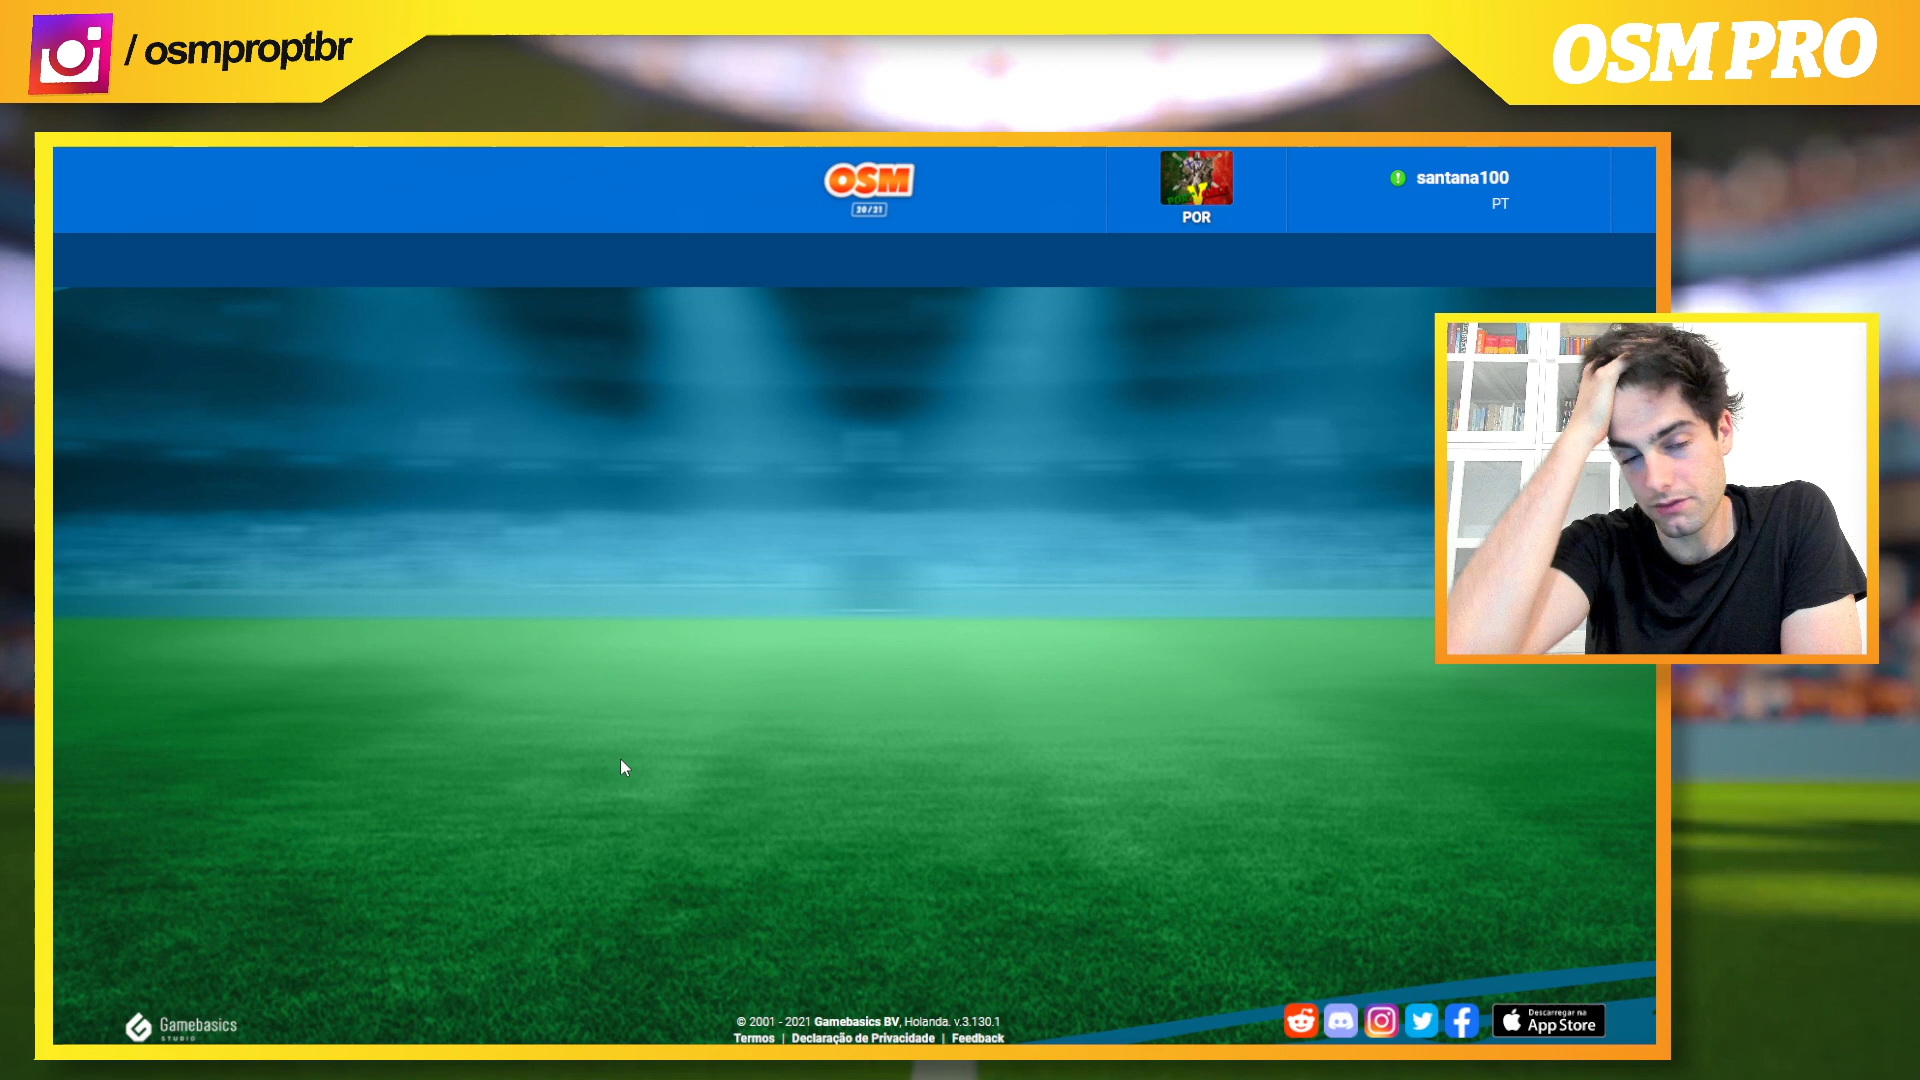 / osmproptbr
OSM PRO
OSM
20/21
POR
santana100
PT
Gamebasics
STUDIO
© 2001 - 2021 Gamebasics BV, Holanda. v.3.130.1
Termos | Declaração de Privacidade | Feedback
Descarregar na
App Store